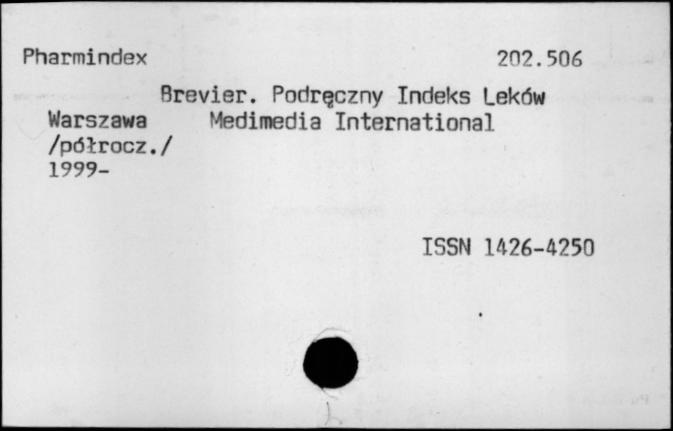 Pharmindex 202.506
Brevier. Podręczny Indeks Leków
Warszawa Medimedia International
/półrocz./
1999-
ISSN 1426-4250